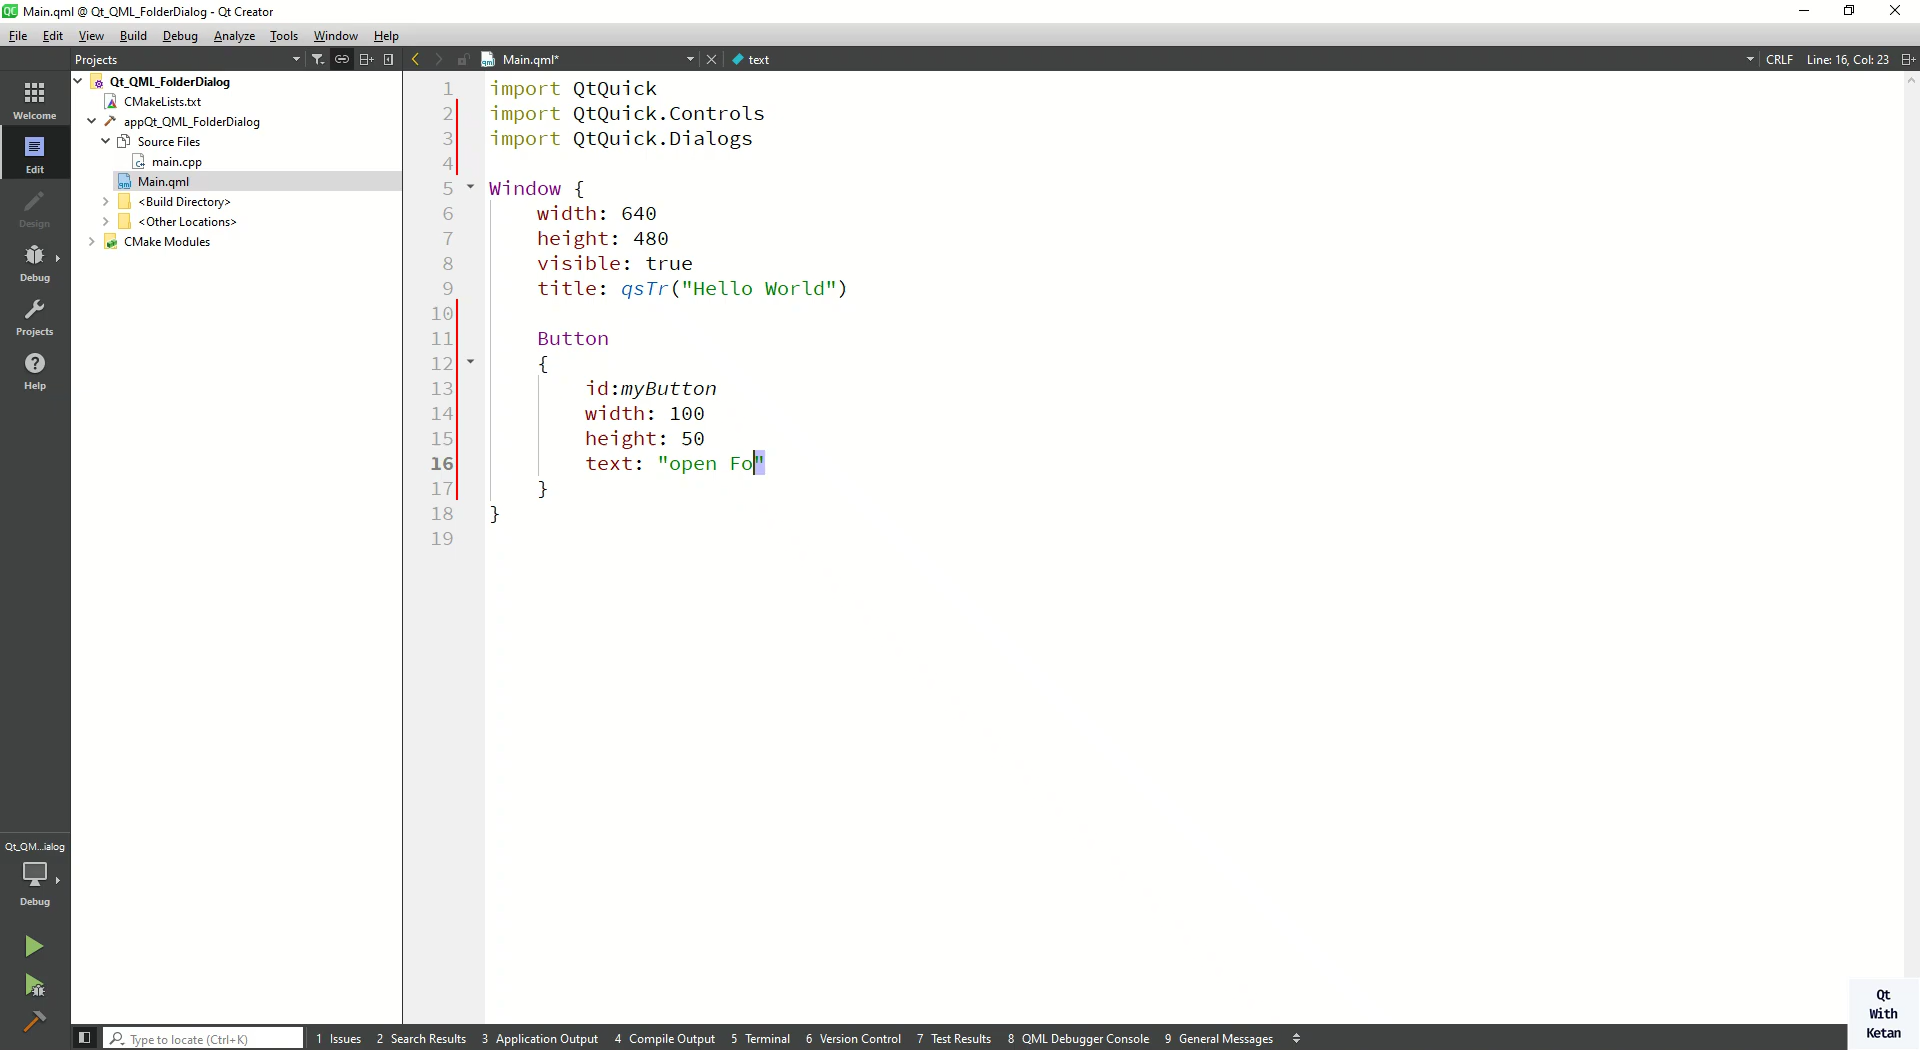 Main.qml @ Qt_QML_FolderDialog - Qt Creator
File Edit View Build Debug Analyze Tools Window Help
Projects
Main.qml*
text
CRLF
Line: 16, Col: 23
Welcome
Edit
Design
Debug
Projects
Help
Qt_QML_FolderDialog
CMakeLists.txt
appQt_QML_FolderDialog
Source Files
main.cpp
Main.qml
<Build Directory>
<Other Locations>
CMake Modules
1 import QtQuick
2 import QtQuick.Controls
3 import QtQuick.Dialogs
4
5 Window {
6 width: 640
7 height: 480
8 visible: true
9 title: qsTr("Hello World")
10
11 Button
12 {
13 id:myButton
14 width: 100
15 height: 50
16 text: "open Fo"
17 }
18 }
19
Qt_QM...ialog
Debug
Type to locate (Ctrl+K)
1 Issues 2 Search Results 3 Application Output 4 Compile Output 5 Terminal 6 Version Control 7 Test Results 8 QML Debugger Console 9 General Messages
Qt
With
Ketan